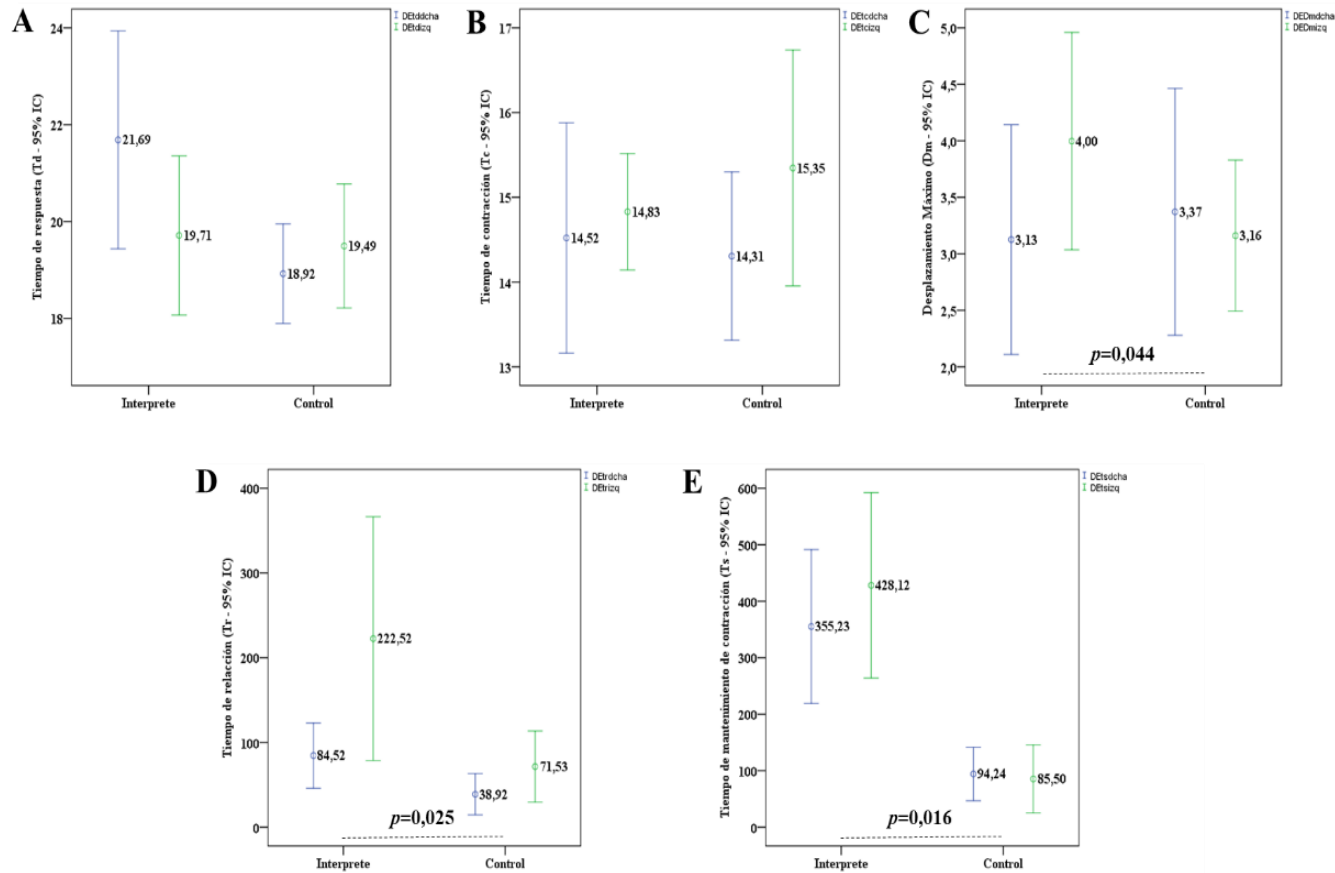 A
DEtddcha
DEtdizq
Tiempo de respuesta (Td - 95% IC)
24
22
20
18
21,69
19,71
18,92
19,49
Interprete
Control
B
DEtcdcha
DEtcizq
Tiempo de contracción (Tc - 95% IC)
17
16
15
14
13
14,52
14,83
14,31
15,35
Interprete
Control
C
DEDmdcha
DEDmizq
Desplazamiento Máximo (Dm - 95% IC)
5,0
4,5
4,0
3,5
3,0
2,5
2,0
3,13
4,00
3,37
3,16
p=0,044
Interprete
Control
D
DEtrdcha
DEtrizq
Tiempo de relacción (Tr - 95% IC)
400
300
200
100
0
84,52
222,52
38,92
71,53
p=0,025
Interprete
Control
E
DEtsdcha
DEtsizq
Tiempo de mantenimiento de contracción (Ts - 95% IC)
600
500
400
300
200
100
0
355,23
428,12
94,24
85,50
p=0,016
Interprete
Control